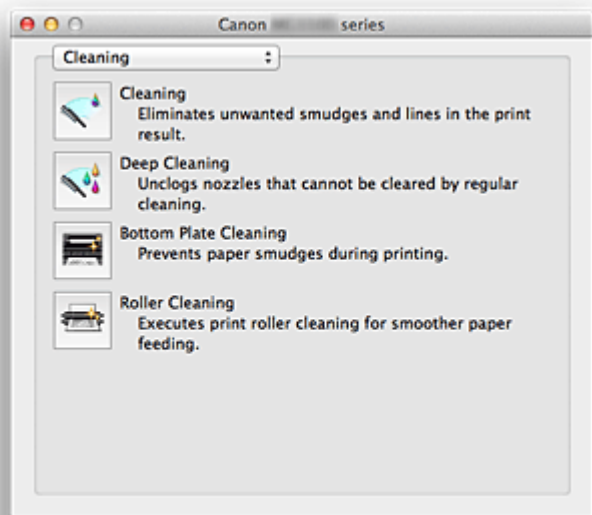 Canon series
Cleaning
Cleaning
Eliminates unwanted smudges and lines in the print
result.
Deep Cleaning
Unclogs nozzles that cannot be cleared by regular
cleaning.
Bottom Plate Cleaning
Prevents paper smudges during printing.
Roller Cleaning
Executes print roller cleaning for smoother paper
feeding.